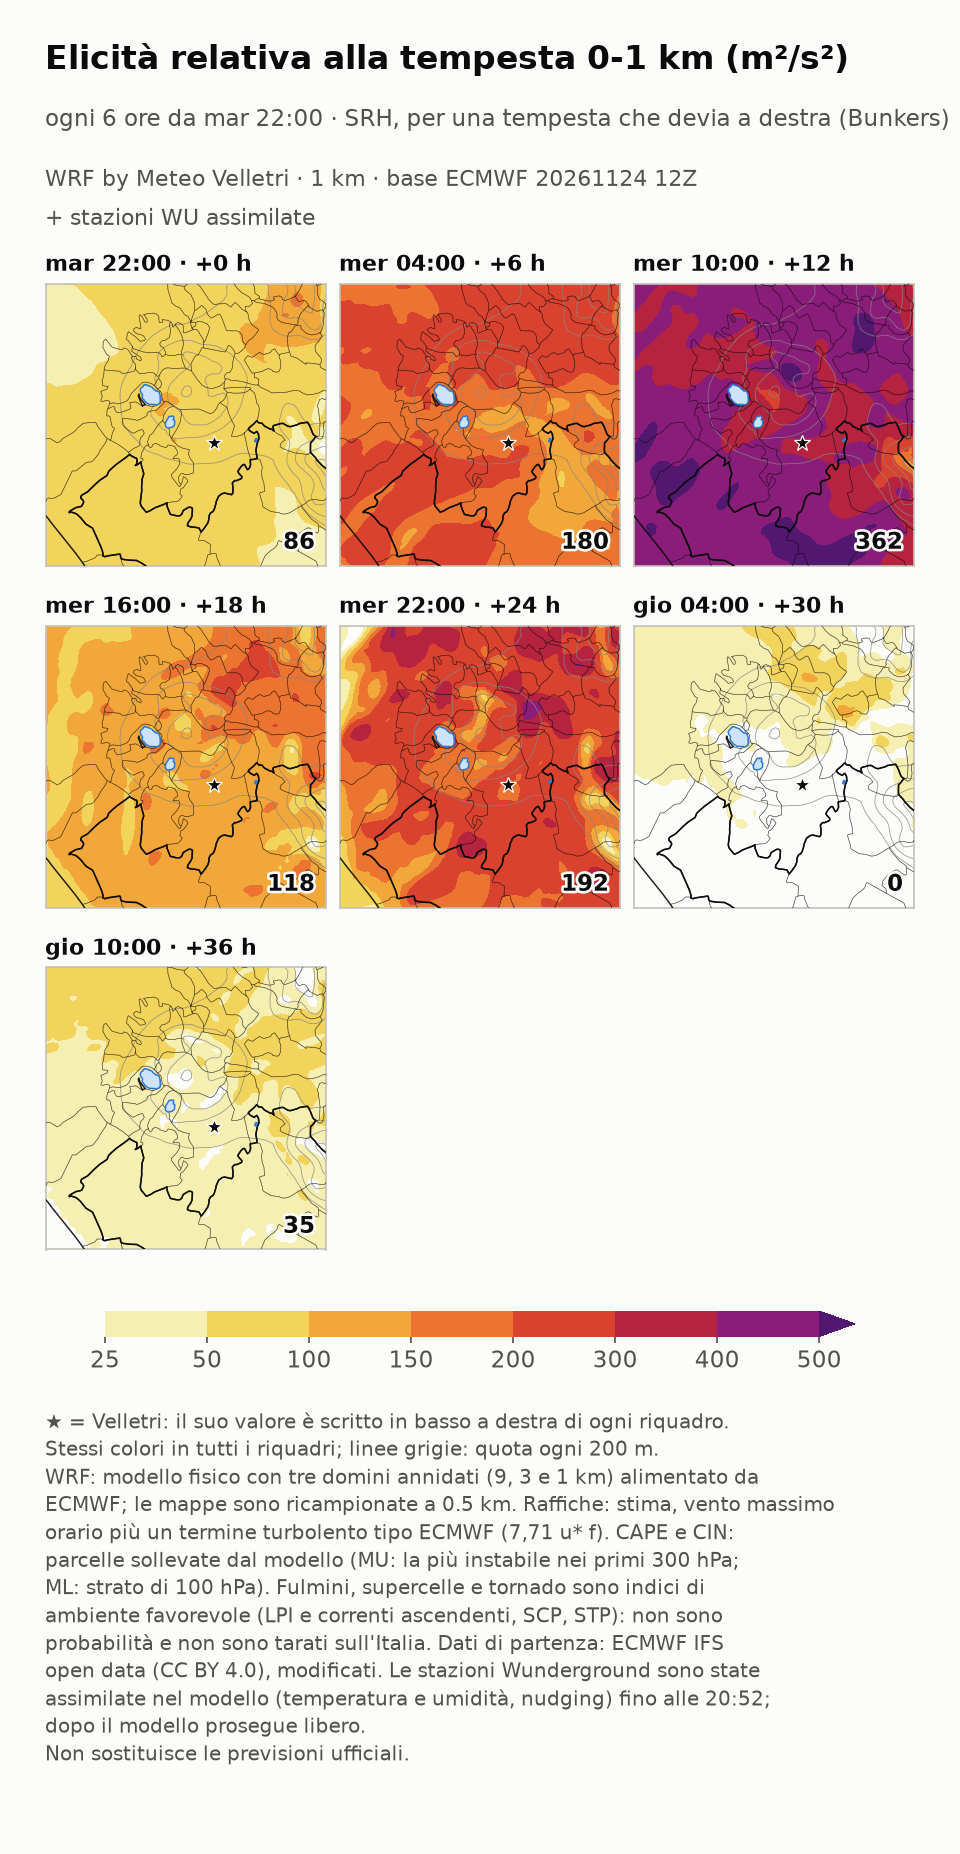 Elicità relativa alla tempesta 0-1 km (m²/s²)
ogni 6 ore da mar 22:00 · SRH, per una tempesta che devia a destra (Bunkers)
WRF by Meteo Velletri · 1 km · base ECMWF 20261124 12Z
+ stazioni WU assimilate
mar 22:00 · +0 h
mer 04:00 · +6 h
mer 10:00 · +12 h
86
180
362
mer 16:00 · +18 h
mer 22:00 · +24 h
gio 04:00 · +30 h
118
192
0
gio 10:00 · +36 h
35
25 50 100 150 200 300 400 500
★ = Velletri: il suo valore è scritto in basso a destra di ogni riquadro.
Stessi colori in tutti i riquadri; linee grigie: quota ogni 200 m.
WRF: modello fisico con tre domini annidati (9, 3 e 1 km) alimentato da
ECMWF; le mappe sono ricampionate a 0.5 km. Raffiche: stima, vento massimo
orario più un termine turbolento tipo ECMWF (7,71 u* f). CAPE e CIN:
parcelle sollevate dal modello (MU: la più instabile nei primi 300 hPa;
ML: strato di 100 hPa). Fulmini, supercelle e tornado sono indici di
ambiente favorevole (LPI e correnti ascendenti, SCP, STP): non sono
probabilità e non sono tarati sull'Italia. Dati di partenza: ECMWF IFS
open data (CC BY 4.0), modificati. Le stazioni Wunderground sono state
assimilate nel modello (temperatura e umidità, nudging) fino alle 20:52;
dopo il modello prosegue libero.
Non sostituisce le previsioni ufficiali.